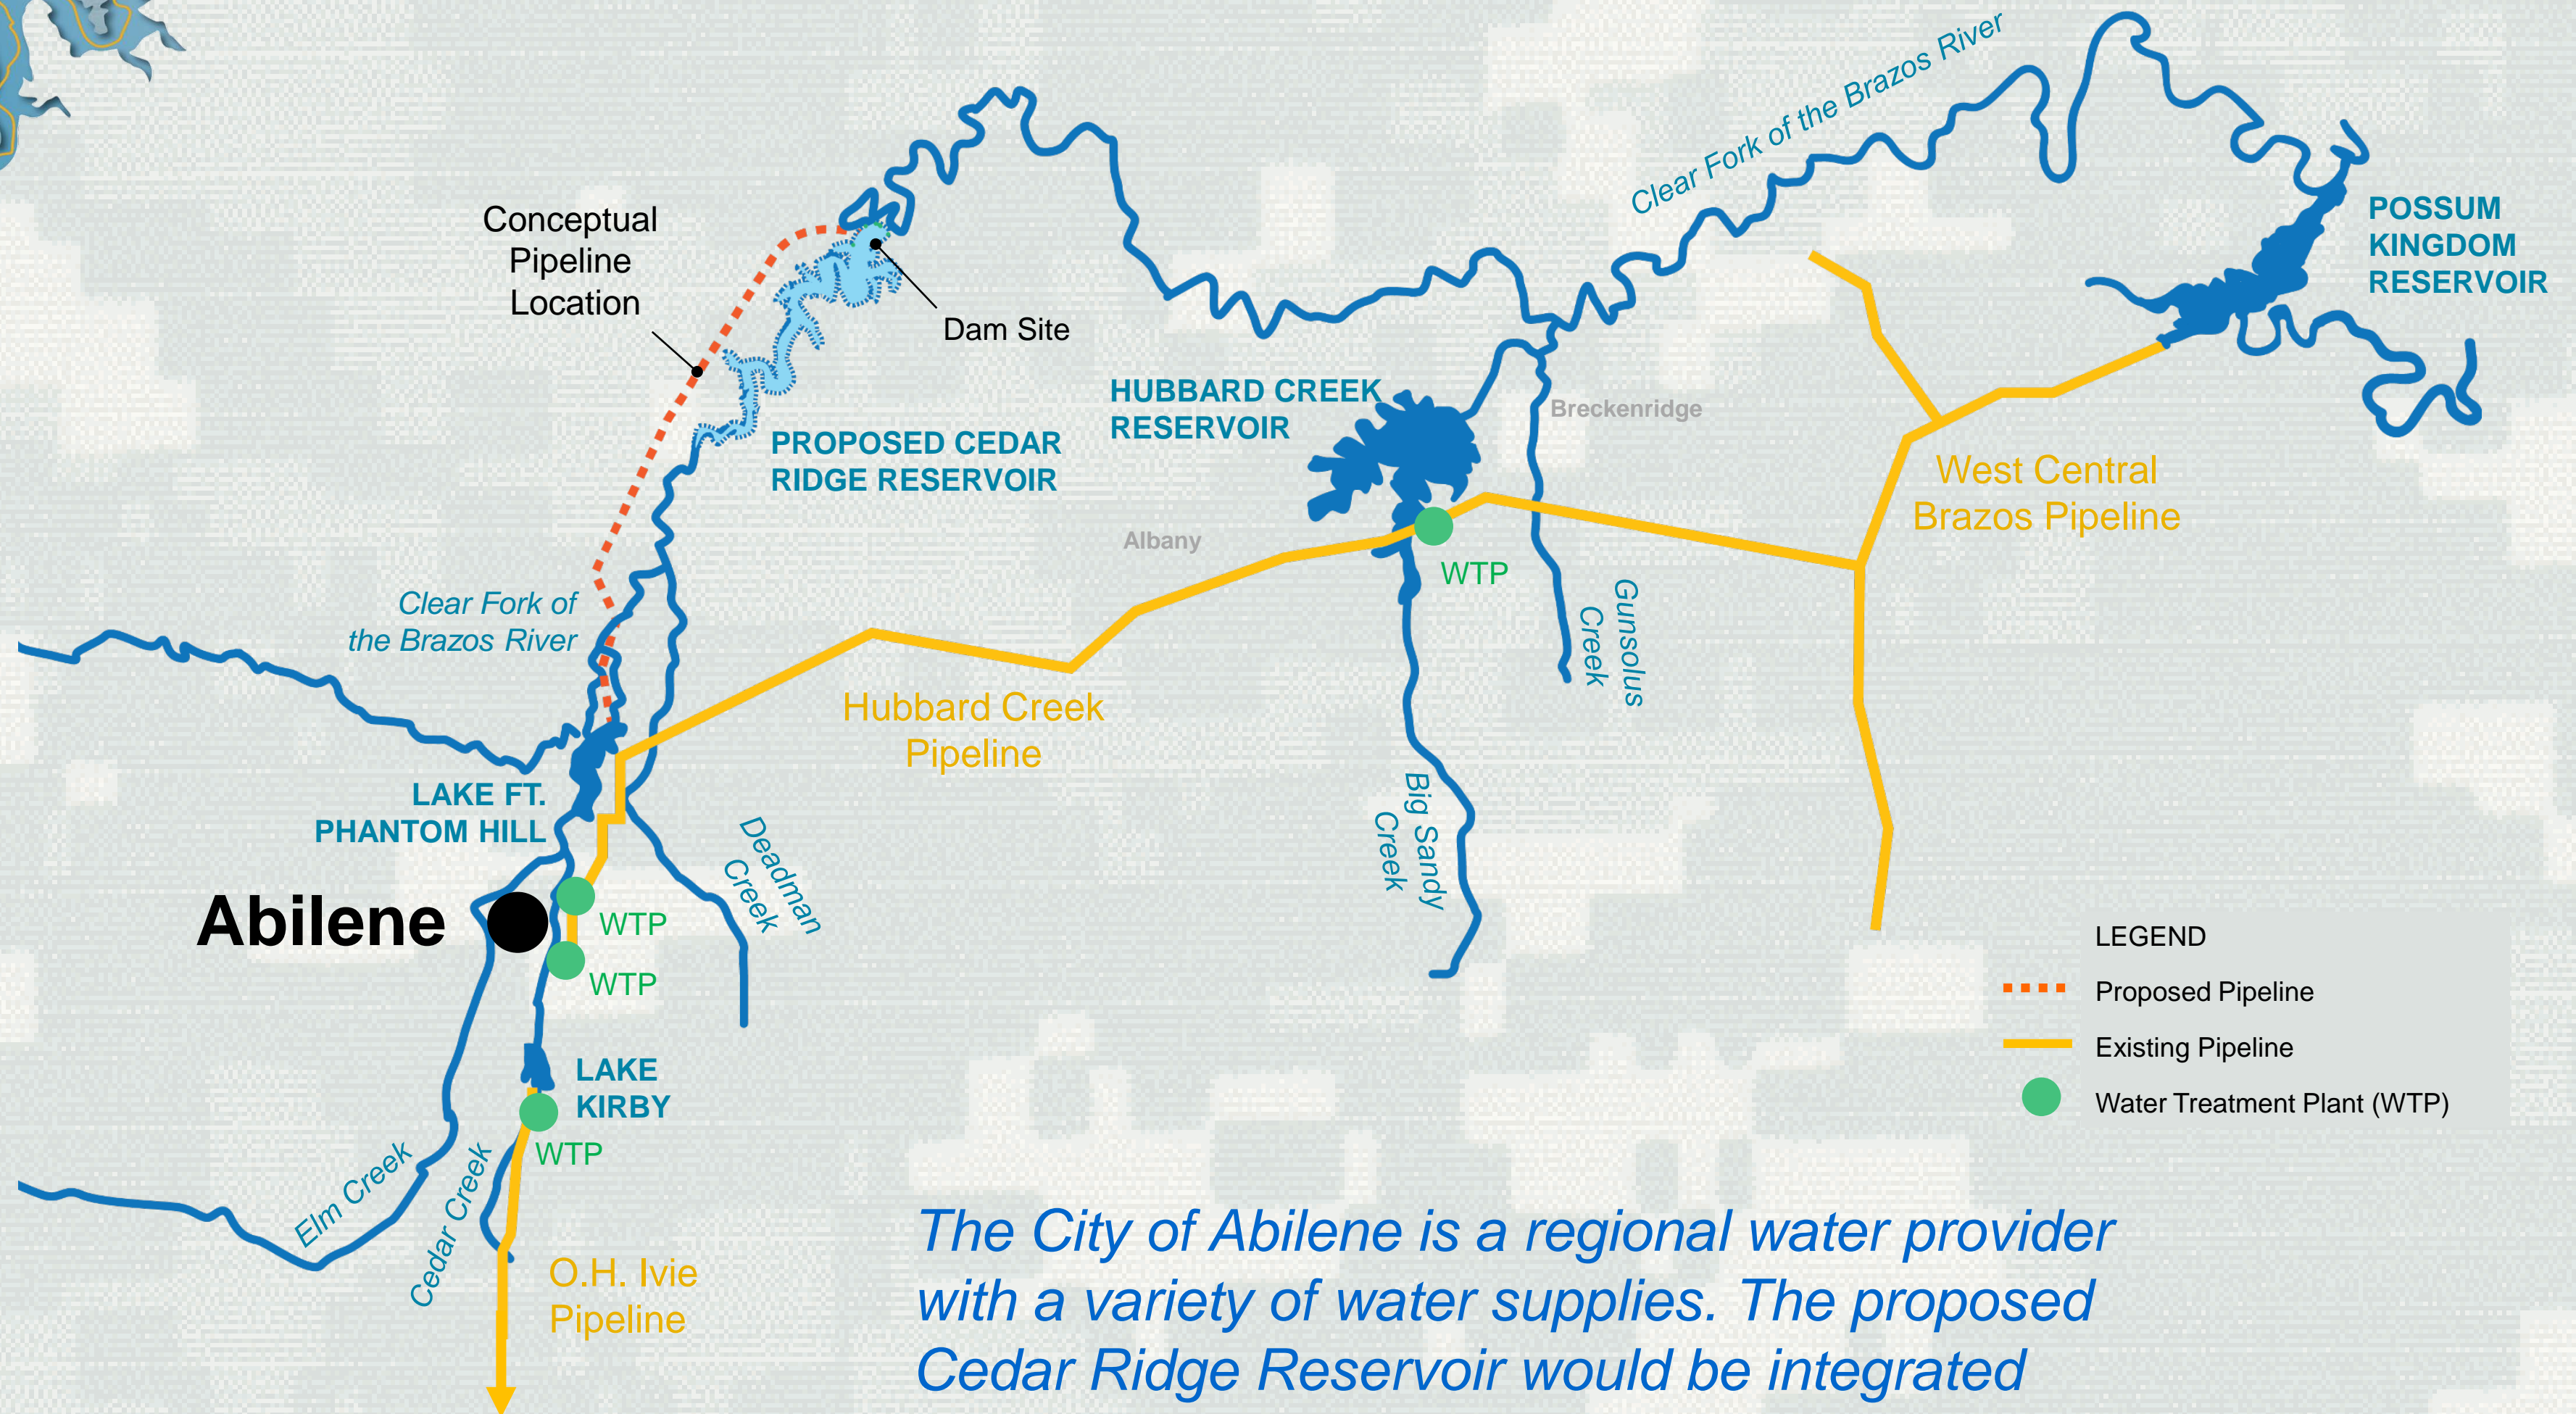 Clear Fork of the Brazos River
Conceptual
Pipeline
Location
POSSUM
KINGDOM
RESERVOIR
Dam Site
HUBBARD CREEK
RESERVOIR
Breckenridge
PROPOSED CEDAR
RIDGE RESERVOIR
West Central
Brazos Pipeline
Albany
WTP
Clear Fork of
the Brazos River
Gunsolus
Creek
Hubbard Creek
Pipeline
LAKE FT.
PHANTOM HILL
Big Sandy
Creek
Deadman
Creek
Abilene
WTP
WTP
LEGEND
Proposed Pipeline
Existing Pipeline
Water Treatment Plant (WTP)
LAKE
KIRBY
WTP
Elm Creek
Cedar Creek
O.H. Ivie
Pipeline
The City of Abilene is a regional water provider
with a variety of water supplies. The proposed
Cedar Ridge Reservoir would be integrated